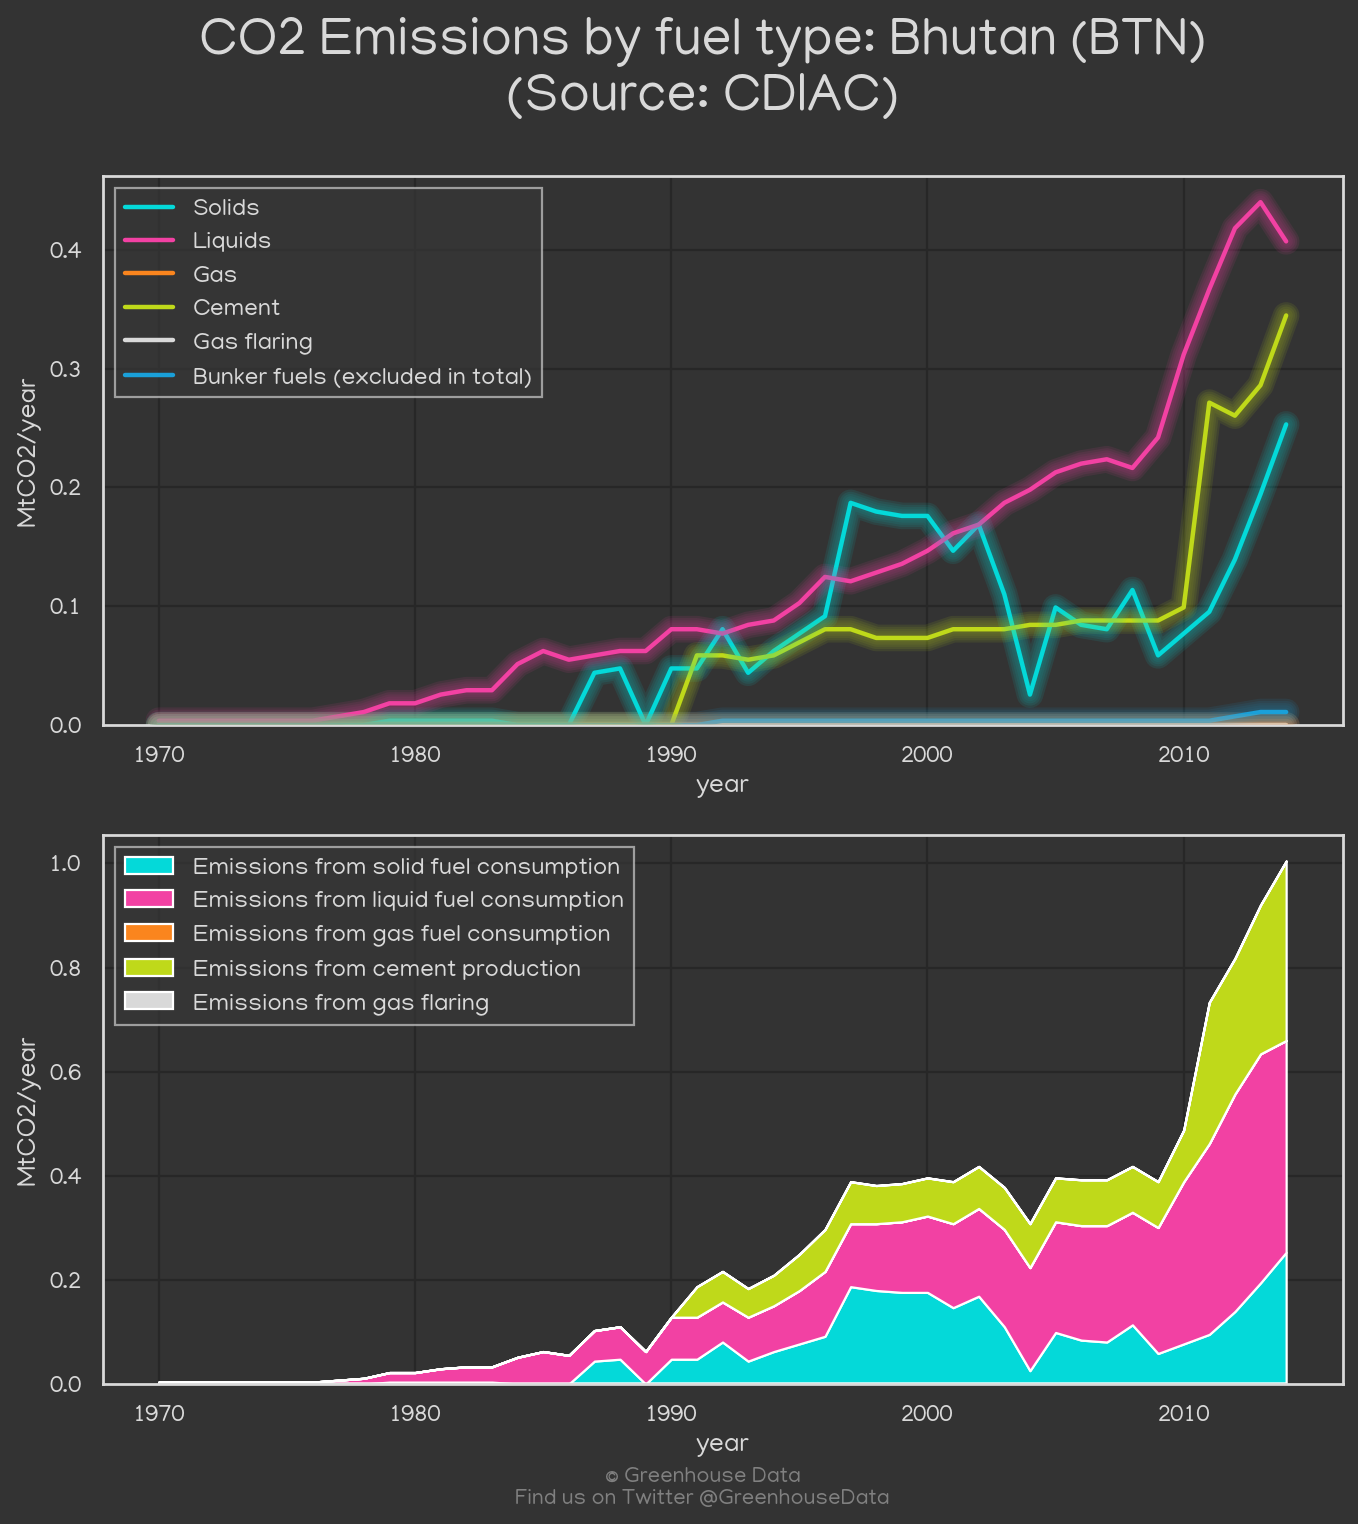 CO2 Emissions by fuel type: Bhutan (BTN)
(Source: CDIAC)
Solids
Liquids
Gas
Cement
Gas flaring
Bunker fuels (excluded in total)
MtCO2/year
0.4
0.3
0.2
0.1
0.0
1970 1980 1990 2000 2010
year
Emissions from solid fuel consumption
Emissions from liquid fuel consumption
Emissions from gas fuel consumption
Emissions from cement production
Emissions from gas flaring
MtCO2/year
1.0
0.8
0.6
0.4
0.2
0.0
1970 1980 1990 2000 2010
year
© Greenhouse Data
Find us on Twitter @GreenhouseData